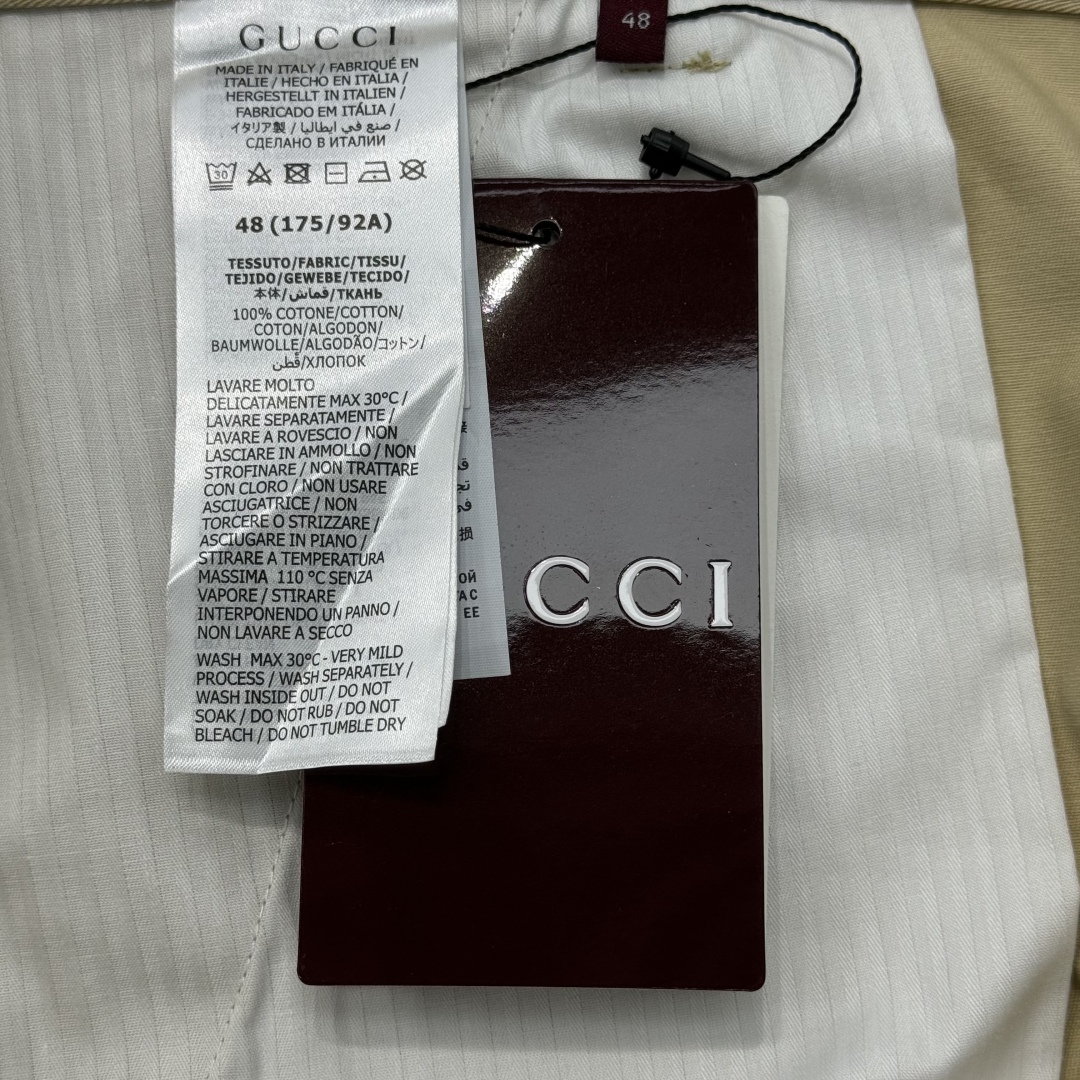 GUCCI
MADE IN ITALY / FABRIQUÉ EN
ITALIE / HECHO EN ITALIA /
HERGESTELLT IN ITALIEN /
FABRICADO EM ITÁLIA /
イタリア製 / صنع في ايطاليا /
СДЕЛАНО В ИТАЛИИ
30
48 (175/92A)
TESSUTO/FABRIC/TISSU/
TEJIDO/GEWEBE/TECIDO/
本体/قماش/ТКАНЬ
100% COTONE/COTTON/
COTON/ALGODON/
BAUMWOLLE/ALGODÃO/コットン/
قُطن/ХЛОПОК
LAVARE MOLTO
DELICATAMENTE MAX 30°C /
LAVARE SEPARATAMENTE /
LAVARE A ROVESCIO / NON
LASCIARE IN AMMOLLO / NON
STROFINARE / NON TRATTARE
CON CLORO / NON USARE
ASCIUGATRICE / NON
TORCERE O STRIZZARE /
ASCIUGARE IN PIANO /
STIRARE A TEMPERATURA
MASSIMA 110 °C SENZA
VAPORE / STIRARE
INTERPONENDO UN PANNO /
NON LAVARE A SECCO
WASH MAX 30°C - VERY MILD
PROCESS / WASH SEPARATELY /
WASH INSIDE OUT / DO NOT
SOAK / DO NOT RUB / DO NOT
BLEACH / DO NOT TUMBLE DRY
48
في
损
ОЙ
ТА С
ЕЕ
CCI